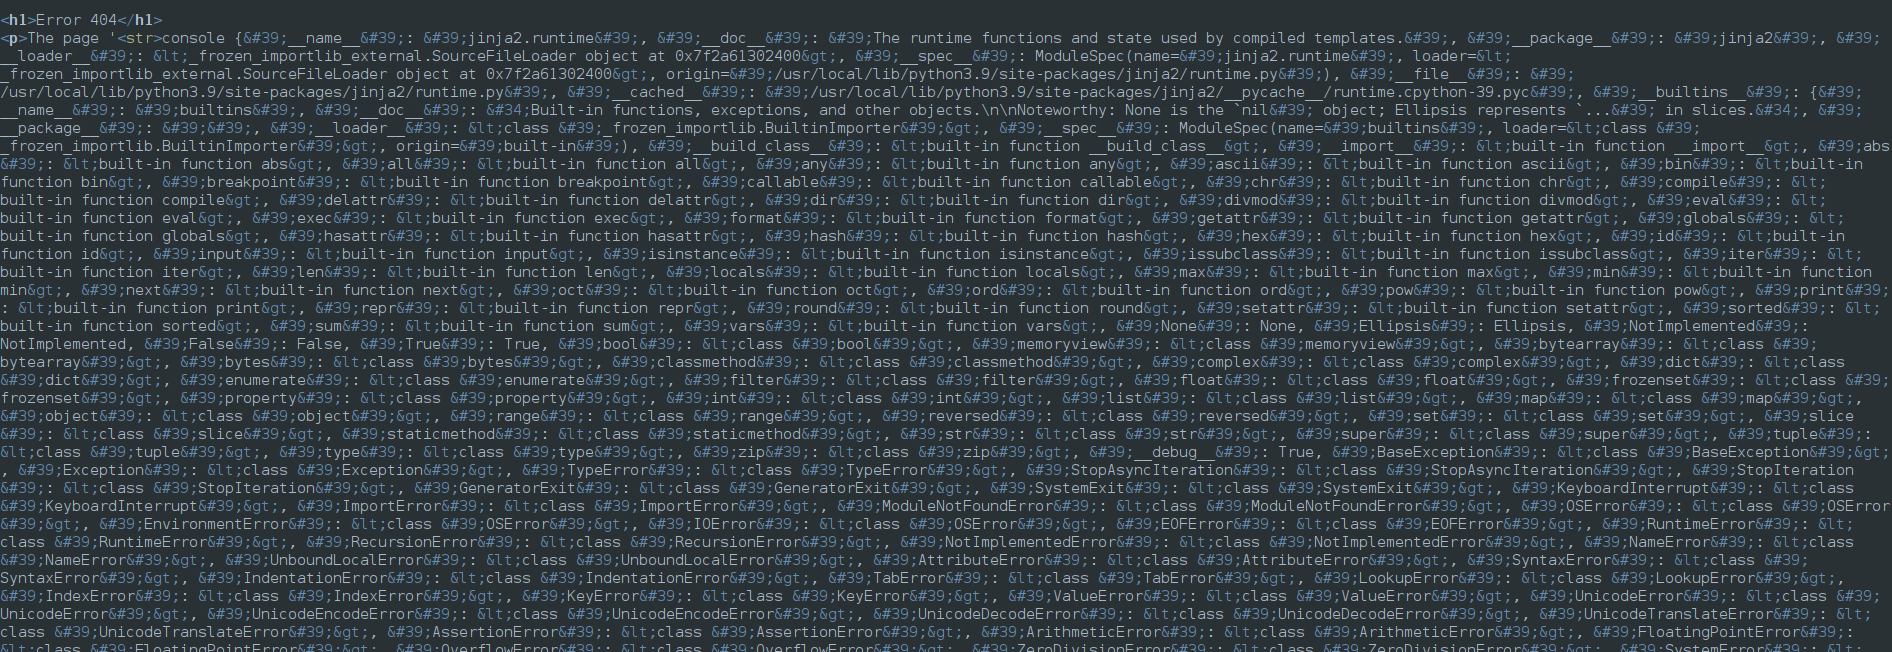 <h1>Error 404</h1>
<p>The page '<str>console {&#39;__name__&#39;: &#39;jinja2.runtime&#39;, &#39;__doc__&#39;: &#39;The runtime functions and state used by compiled templates.&#39;, &#39;__package__&#39;: &#39;jinja2&#39;, &#39;
__loader__&#39;: &lt;_frozen_importlib_external.SourceFileLoader object at 0x7f2a61302400&gt;, &#39;__spec__&#39;: ModuleSpec(name=&#39;jinja2.runtime&#39;, loader=&lt;
_frozen_importlib_external.SourceFileLoader object at 0x7f2a61302400&gt;, origin=&#39;/usr/local/lib/python3.9/site-packages/jinja2/runtime.py&#39;), &#39;__file__&#39;: &#39;
/usr/local/lib/python3.9/site-packages/jinja2/runtime.py&#39;, &#39;__cached__&#39;: &#39;/usr/local/lib/python3.9/site-packages/jinja2/__pycache__/runtime.cpython-39.pyc&#39;, &#39;__builtins__&#39;: {&#39;
__name__&#39;: &#39;builtins&#39;, &#39;__doc__&#39;: &#34;Built-in functions, exceptions, and other objects.\n\nNoteworthy: None is the `nil&#39; object; Ellipsis represents `...&#39; in slices.&#34;, &#39;
__package__&#39;: &#39;&#39;, &#39;__loader__&#39;: &lt;class &#39;_frozen_importlib.BuiltinImporter&#39;&gt;, &#39;__spec__&#39;: ModuleSpec(name=&#39;builtins&#39;, loader=&lt;class &#39;
_frozen_importlib.BuiltinImporter&#39;&gt;, origin=&#39;built-in&#39;), &#39;__build_class__&#39;: &lt;built-in function __build_class__&gt;, &#39;__import__&#39;: &lt;built-in function __import__&gt;, &#39;abs
&#39;: &lt;built-in function abs&gt;, &#39;all&#39;: &lt;built-in function all&gt;, &#39;any&#39;: &lt;built-in function any&gt;, &#39;ascii&#39;: &lt;built-in function ascii&gt;, &#39;bin&#39;: &lt;built-in
function bin&gt;, &#39;breakpoint&#39;: &lt;built-in function breakpoint&gt;, &#39;callable&#39;: &lt;built-in function callable&gt;, &#39;chr&#39;: &lt;built-in function chr&gt;, &#39;compile&#39;: &lt;
built-in function compile&gt;, &#39;delattr&#39;: &lt;built-in function delattr&gt;, &#39;dir&#39;: &lt;built-in function dir&gt;, &#39;divmod&#39;: &lt;built-in function divmod&gt;, &#39;eval&#39;: &lt;
built-in function eval&gt;, &#39;exec&#39;: &lt;built-in function exec&gt;, &#39;format&#39;: &lt;built-in function format&gt;, &#39;getattr&#39;: &lt;built-in function getattr&gt;, &#39;globals&#39;: &lt;
built-in function globals&gt;, &#39;hasattr&#39;: &lt;built-in function hasattr&gt;, &#39;hash&#39;: &lt;built-in function hash&gt;, &#39;hex&#39;: &lt;built-in function hex&gt;, &#39;id&#39;: &lt;built-in
function id&gt;, &#39;input&#39;: &lt;built-in function input&gt;, &#39;isinstance&#39;: &lt;built-in function isinstance&gt;, &#39;issubclass&#39;: &lt;built-in function issubclass&gt;, &#39;iter&#39;: &lt;
built-in function iter&gt;, &#39;len&#39;: &lt;built-in function len&gt;, &#39;locals&#39;: &lt;built-in function locals&gt;, &#39;max&#39;: &lt;built-in function max&gt;, &#39;min&#39;: &lt;built-in function
min&gt;, &#39;next&#39;: &lt;built-in function next&gt;, &#39;oct&#39;: &lt;built-in function oct&gt;, &#39;ord&#39;: &lt;built-in function ord&gt;, &#39;pow&#39;: &lt;built-in function pow&gt;, &#39;print&#39;
: &lt;built-in function print&gt;, &#39;repr&#39;: &lt;built-in function repr&gt;, &#39;round&#39;: &lt;built-in function round&gt;, &#39;setattr&#39;: &lt;built-in function setattr&gt;, &#39;sorted&#39;: &lt;
built-in function sorted&gt;, &#39;sum&#39;: &lt;built-in function sum&gt;, &#39;vars&#39;: &lt;built-in function vars&gt;, &#39;None&#39;: None, &#39;Ellipsis&#39;: Ellipsis, &#39;NotImplemented&#39;:
NotImplemented, &#39;False&#39;: False, &#39;True&#39;: True, &#39;bool&#39;: &lt;class &#39;bool&#39;&gt;, &#39;memoryview&#39;: &lt;class &#39;memoryview&#39;&gt;, &#39;bytearray&#39;: &lt;class &#39;
bytearray&#39;&gt;, &#39;bytes&#39;: &lt;class &#39;bytes&#39;&gt;, &#39;classmethod&#39;: &lt;class &#39;classmethod&#39;&gt;, &#39;complex&#39;: &lt;class &#39;complex&#39;&gt;, &#39;dict&#39;: &lt;class
&#39;dict&#39;&gt;, &#39;enumerate&#39;: &lt;class &#39;enumerate&#39;&gt;, &#39;filter&#39;: &lt;class &#39;filter&#39;&gt;, &#39;float&#39;: &lt;class &#39;float&#39;&gt;, &#39;frozenset&#39;: &lt;class &#39;
frozenset&#39;&gt;, &#39;property&#39;: &lt;class &#39;property&#39;&gt;, &#39;int&#39;: &lt;class &#39;int&#39;&gt;, &#39;list&#39;: &lt;class &#39;list&#39;&gt;, &#39;map&#39;: &lt;class &#39;map&#39;&gt;,
&#39;object&#39;: &lt;class &#39;object&#39;&gt;, &#39;range&#39;: &lt;class &#39;range&#39;&gt;, &#39;reversed&#39;: &lt;class &#39;reversed&#39;&gt;, &#39;set&#39;: &lt;class &#39;set&#39;&gt;, &#39;slice
&#39;: &lt;class &#39;slice&#39;&gt;, &#39;staticmethod&#39;: &lt;class &#39;staticmethod&#39;&gt;, &#39;str&#39;: &lt;class &#39;str&#39;&gt;, &#39;super&#39;: &lt;class &#39;super&#39;&gt;, &#39;tuple&#39;:
&lt;class &#39;tuple&#39;&gt;, &#39;type&#39;: &lt;class &#39;type&#39;&gt;, &#39;zip&#39;: &lt;class &#39;zip&#39;&gt;, &#39;__debug__&#39;: True, &#39;BaseException&#39;: &lt;class &#39;BaseException&#39;&gt;
, &#39;Exception&#39;: &lt;class &#39;Exception&#39;&gt;, &#39;TypeError&#39;: &lt;class &#39;TypeError&#39;&gt;, &#39;StopAsyncIteration&#39;: &lt;class &#39;StopAsyncIteration&#39;&gt;, &#39;StopIteration
&#39;: &lt;class &#39;StopIteration&#39;&gt;, &#39;GeneratorExit&#39;: &lt;class &#39;GeneratorExit&#39;&gt;, &#39;SystemExit&#39;: &lt;class &#39;SystemExit&#39;&gt;, &#39;KeyboardInterrupt&#39;: &lt;class
&#39;KeyboardInterrupt&#39;&gt;, &#39;ImportError&#39;: &lt;class &#39;ImportError&#39;&gt;, &#39;ModuleNotFoundError&#39;: &lt;class &#39;ModuleNotFoundError&#39;&gt;, &#39;OSError&#39;: &lt;class &#39;OSError
&#39;&gt;, &#39;EnvironmentError&#39;: &lt;class &#39;OSError&#39;&gt;, &#39;IOError&#39;: &lt;class &#39;OSError&#39;&gt;, &#39;EOFError&#39;: &lt;class &#39;EOFError&#39;&gt;, &#39;RuntimeError&#39;: &lt;
class &#39;RuntimeError&#39;&gt;, &#39;RecursionError&#39;: &lt;class &#39;RecursionError&#39;&gt;, &#39;NotImplementedError&#39;: &lt;class &#39;NotImplementedError&#39;&gt;, &#39;NameError&#39;: &lt;class
&#39;NameError&#39;&gt;, &#39;UnboundLocalError&#39;: &lt;class &#39;UnboundLocalError&#39;&gt;, &#39;AttributeError&#39;: &lt;class &#39;AttributeError&#39;&gt;, &#39;SyntaxError&#39;: &lt;class &#39;
SyntaxError&#39;&gt;, &#39;IndentationError&#39;: &lt;class &#39;IndentationError&#39;&gt;, &#39;TabError&#39;: &lt;class &#39;TabError&#39;&gt;, &#39;LookupError&#39;: &lt;class &#39;LookupError&#39;&gt;,
&#39;IndexError&#39;: &lt;class &#39;IndexError&#39;&gt;, &#39;KeyError&#39;: &lt;class &#39;KeyError&#39;&gt;, &#39;ValueError&#39;: &lt;class &#39;ValueError&#39;&gt;, &#39;UnicodeError&#39;: &lt;class &#39;
UnicodeError&#39;&gt;, &#39;UnicodeEncodeError&#39;: &lt;class &#39;UnicodeEncodeError&#39;&gt;, &#39;UnicodeDecodeError&#39;: &lt;class &#39;UnicodeDecodeError&#39;&gt;, &#39;UnicodeTranslateError&#39;: &lt;
class &#39;UnicodeTranslateError&#39;&gt;, &#39;AssertionError&#39;: &lt;class &#39;AssertionError&#39;&gt;, &#39;ArithmeticError&#39;: &lt;class &#39;ArithmeticError&#39;&gt;, &#39;FloatingPointError&#39;:
&lt;class &#39;FloatingPointError&#39;&gt;, &#39;OverflowError&#39;: &lt;class &#39;OverflowError&#39;&gt;, &#39;ZeroDivisionError&#39;: &lt;class &#39;ZeroDivisionError&#39;&gt;, &#39;SystemError&#39;: &lt;